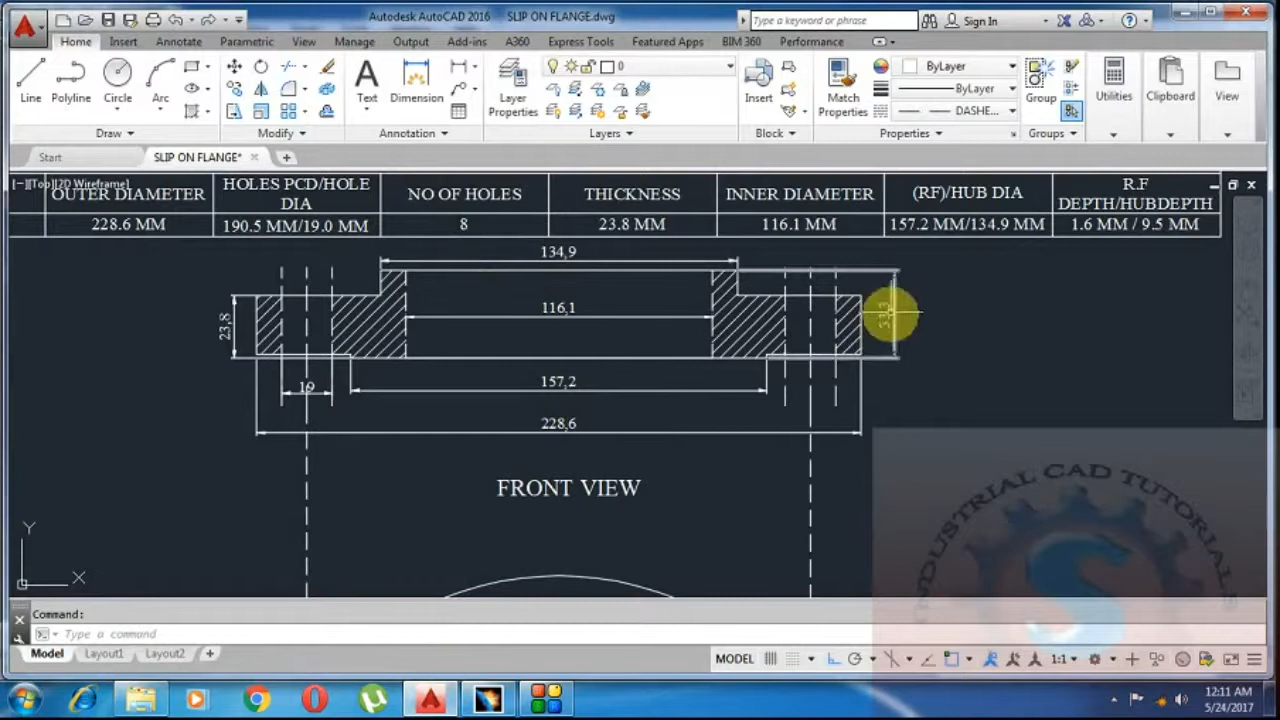 Autodesk AutoCAD 2016 SLIP ON FLANGE.dwg
Type a keyword or phrase
Sign In
Home Insert Annotate Parametric View Manage Output Add-ins A360 Express Tools Featured Apps BIM 360 Performance
0
ByLayer
ByLayer
DASHE...
Line Polyline Circle Arc
Text Dimension
Layer Properties
Insert
Match Properties
Group
Utilities Clipboard View
Draw Modify Annotation Layers Block Properties Groups
Start SLIP ON FLANGE*
[−][Top][2D Wireframe]
OUTER DIAMETER HOLES PCD/HOLE DIA NO OF HOLES THICKNESS INNER DIAMETER (RF)/HUB DIA R.F DEPTH/HUBDEPTH
228.6 MM 190.5 MM/19.0 MM 8 23.8 MM 116.1 MM 157.2 MM/134.9 MM 1.6 MM / 9.5 MM
134,9
116,1
23,8
157,2
19
228,6
FRONT VIEW
INDUSTRIAL CAD TUTORIALS
S
Y
X
Command:
Type a command
Model Layout1 Layout2
MODEL
1:1
12:11 AM
5/24/2017